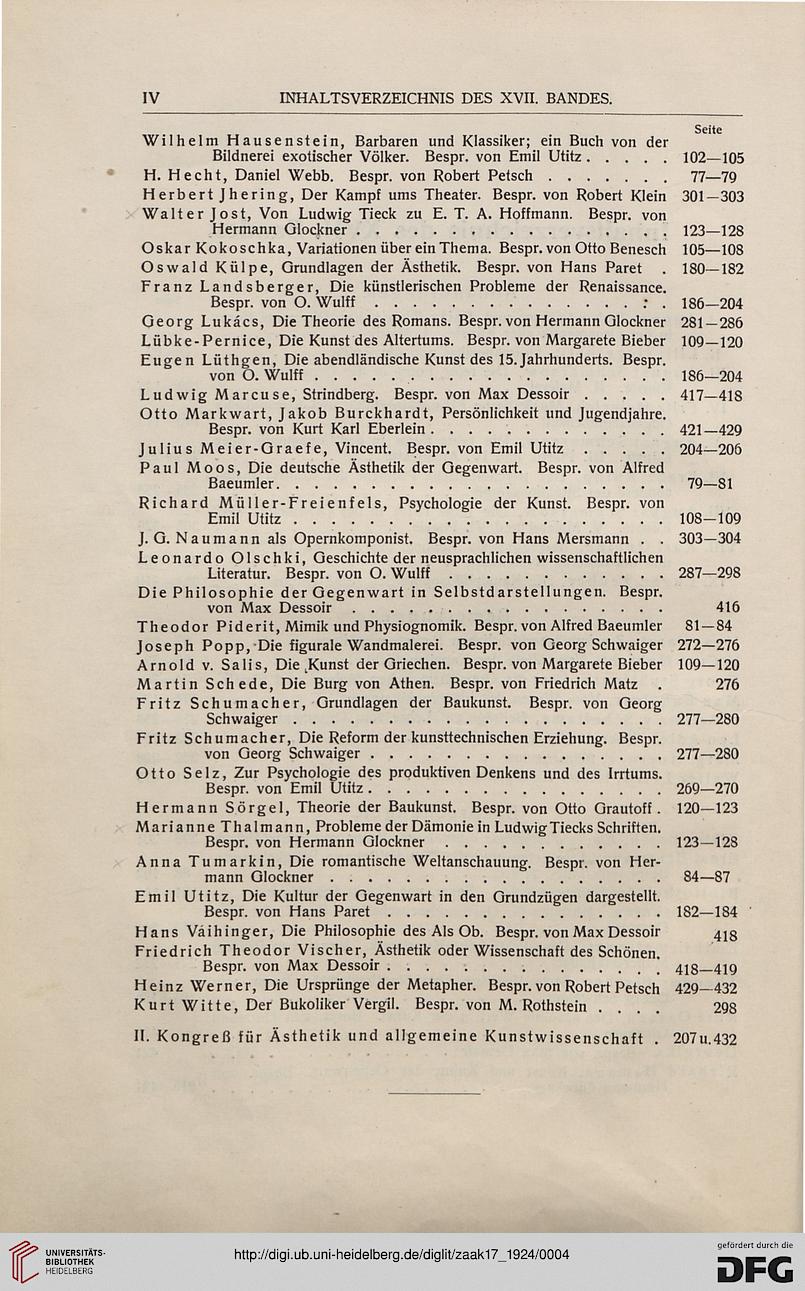 IV INHALTSVERZEICHNIS DES XVII. BANDES.
Seite
Wilhelm Hausenstein, Barbaren und Klassiker; ein Buch von der
Bildnerei exotischer Völker. Bespr. von Emil Utitz . . . . . 102—105
H. Hecht, Daniel Webb. Bespr. von Robert Petsch . . . . . . . 77—79
Herbert Jhering, Der Kampf ums Theater. Bespr. von Robert Klein 301—303
Walter Jost, Von Ludwig Tieck zu E. T. A. Hoffmann. Bespr. von
Hermann Glockner . . . . . . . . . . . . . . . . . 123—128
Oskar Kokoschka, Variationen über ein Thema. Bespr. von Otto Benesch 105—108
Oswald Külpe, Grundlagen der Ästhetik. Bespr. von Hans Paret . 180—182
Franz Landsberger, Die künstlerischen Probleme der Renaissance.
Bespr. von O. Wulff . . . . . . . . . . . . . . . . 186—204
Georg Lukács, Die Theorie des Romans. Bespr. von Hermann Glockner 281—286
Lübke-Pernice, Die Kunst des Altertums. Bespr. von Margarete Bieber 109—120
Eugen Lüthgen, Die abendländische Kunst des 15. Jahrhunderts. Bespr.
von O. Wulff . . . . . . . . . . . . . . . . . . . 186—204
Ludwig Marcuse, Strindberg. Bespr. von Max Dessoir . . . . . 417—418
Otto Markwart, Jakob Burckhardt, Persönlichkeit und Jugendjahre.
Bespr. von Kurt Karl Eberlein . . . . . . . . . . . . . 421—429
Julius Meier-Graefe, Vincent. Bespr. von Emil Utitz . . . . . 204—206
Paul Moos, Die deutsche Ästhetik der Gegenwart. Bespr. von Alfred
Baeumler . . . . . . . . . . . . . . . . . . . . . 79—81
Richard Müller-Freienfels, Psychologie der Kunst. Bespr. von
Emil Utitz . . . . . . . . . . . . . . . . . . . . 108—109
J. G. Naumann als Opernkomponist. Bespr. von Hans Mersmann . . 303—304
Leonardo Olschki, Geschichte der neusprachlichen wissenschaftlichen
Literatur. Bespr. von O. Wulff . . . . . . . . . . . . 287—298
Die Philosophie der Gegenwart in Selbstdarstellungen. Bespr.
von Max Dessoir . . . . . . . . . . . . . . . . . 416
Theodor Piderit, Mimik und Physiognomik. Bespr. von Alfred Baeumler 81—84
Joseph Popp, Die figurale Wandmalerei. Bespr. von Georg Schwaiger 272—276
Arnold v. Salis, Die Kunst der Griechen. Bespr. von Margarete Bieber 109—120
Martin Schede, Die Burg von Athen. Bespr. von Friedrich Matz . 276
Fritz Schumacher, Grundlagen der Baukunst. Bespr. von Georg
Schwaiger . . . . . . . . . . . . . . . . . . . . 277—280
Fritz Schumacher, Die Reform der kunsttechnischen Erziehung. Bespr.
von Georg Schwaiger . . . . . . . . . . . . . . . . 277—280
Otto Selz, Zur Psychologie des produktiven Denkens und des Irrtums.
Bespr. von Emil Utitz . . . . . . . . . . . . . . . . 269—270
Hermann Sörgel, Theorie der Baukunst. Bespr. von Otto Grautoff . 120—123
Marianne Thalmann, Probleme der Dämonie in Ludwig Tiecks Schriften.
Bespr. von Hermann Glockner . . . . . . . . . . . . 123—128
Anna Tumarkin, Die romantische Weltanschauung. Bespr. von Her-
mann Glockner . . . . . . . . . . . . . . . . . . 84—87
Emil Utitz, Die Kultur der Gegenwart in den Grundzügen dargestellt.
Bespr. von Hans Paret . . . . . . . . . . . . . . . 182—184
Hans Vaihinger, Die Philosophie des Als Ob. Bespr. von Max Dessoir 418
Friedrich Theodor Vischer, Ästhetik oder Wissenschaft des Schönen.
Bespr. von Max Dessoir . . . . . . . . . . . . . . . 418—419
Heinz Werner, Die Ursprünge der Metapher. Bespr. von Robert Petsch 429—432
Kurt Witte, Der Bukoliker Vergil. Bespr. von M. Rothstein . . . . 298
II. Kongreß für Ästhetik und allgemeine Kunstwissenschaft . 207 u. 432
UNIVERSITÄTS-
BIBLIOTHEK
HEIDELBERG
http://digi.ub.uni-heidelberg.de/diglit/zaak17_1924/0004
gefördert durch die
DFG